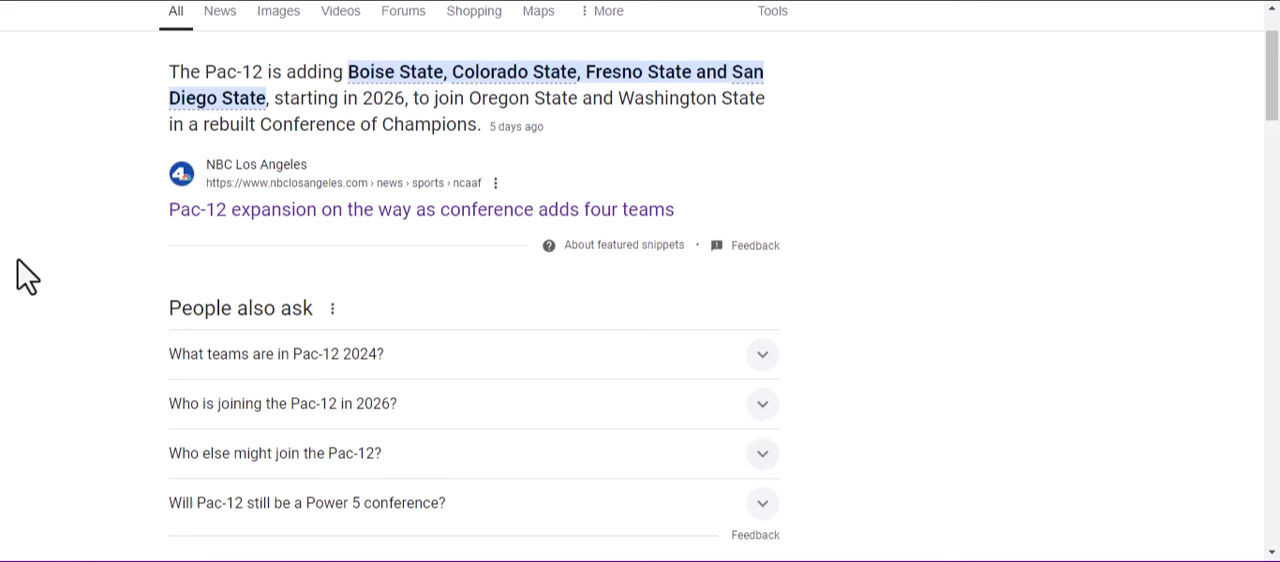 All News Images Videos Forums Shopping Maps More Tools
The Pac-12 is adding Boise State, Colorado State, Fresno State and San
Diego State, starting in 2026, to join Oregon State and Washington State
in a rebuilt Conference of Champions. 5 days ago
4
NBC Los Angeles
https://www.nbclosangeles.com › news › sports › ncaaf
Pac-12 expansion on the way as conference adds four teams
About featured snippets • Feedback
People also ask
What teams are in Pac-12 2024?
Who is joining the Pac-12 in 2026?
Who else might join the Pac-12?
Will Pac-12 still be a Power 5 conference?
Feedback